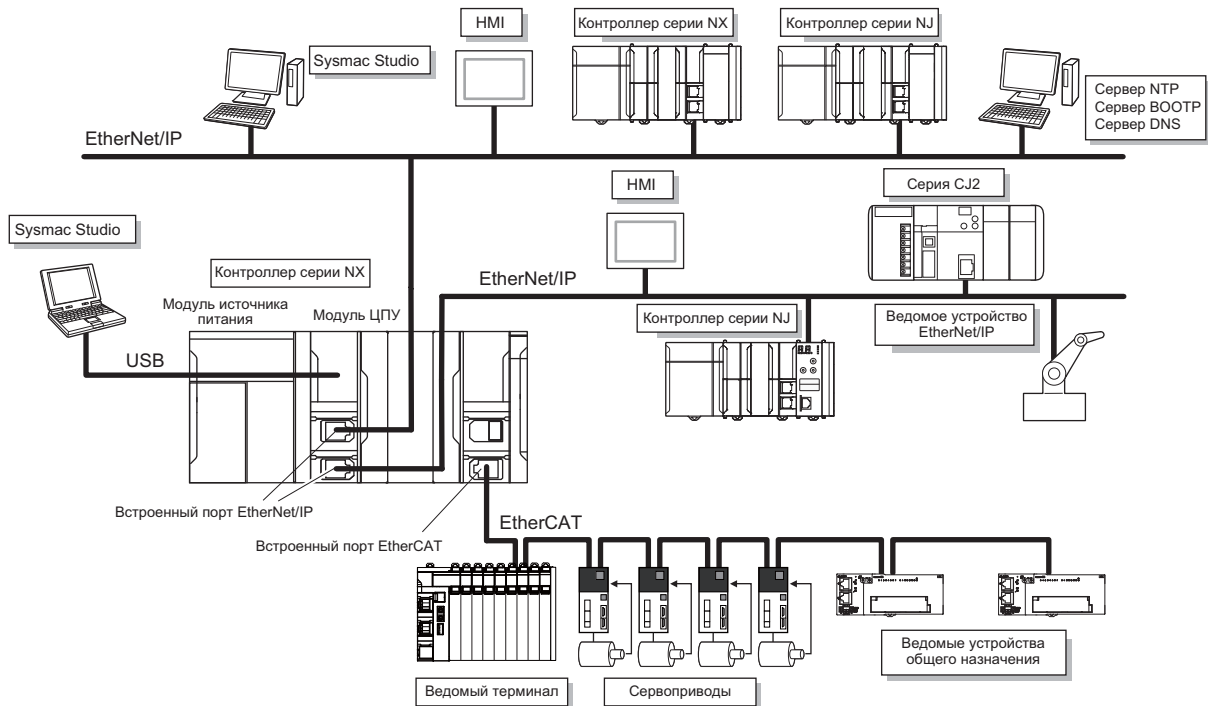 HMI
Контроллер серии NX
Контроллер серии NJ
Sysmac Studio
Сервер NTP
Сервер BOOTP
Сервер DNS
EtherNet/IP
HMI
Серия CJ2
Sysmac Studio
Контроллер серии NX
EtherNet/IP
Модуль источника
питания
Модуль ЦПУ
Контроллер серии NJ
Ведомое устройство
EtherNet/IP
USB
Встроенный порт EtherNet/IP
Встроенный порт EtherCAT
EtherCAT
Ведомый терминал
Сервоприводы
Ведомые устройства
общего назначения